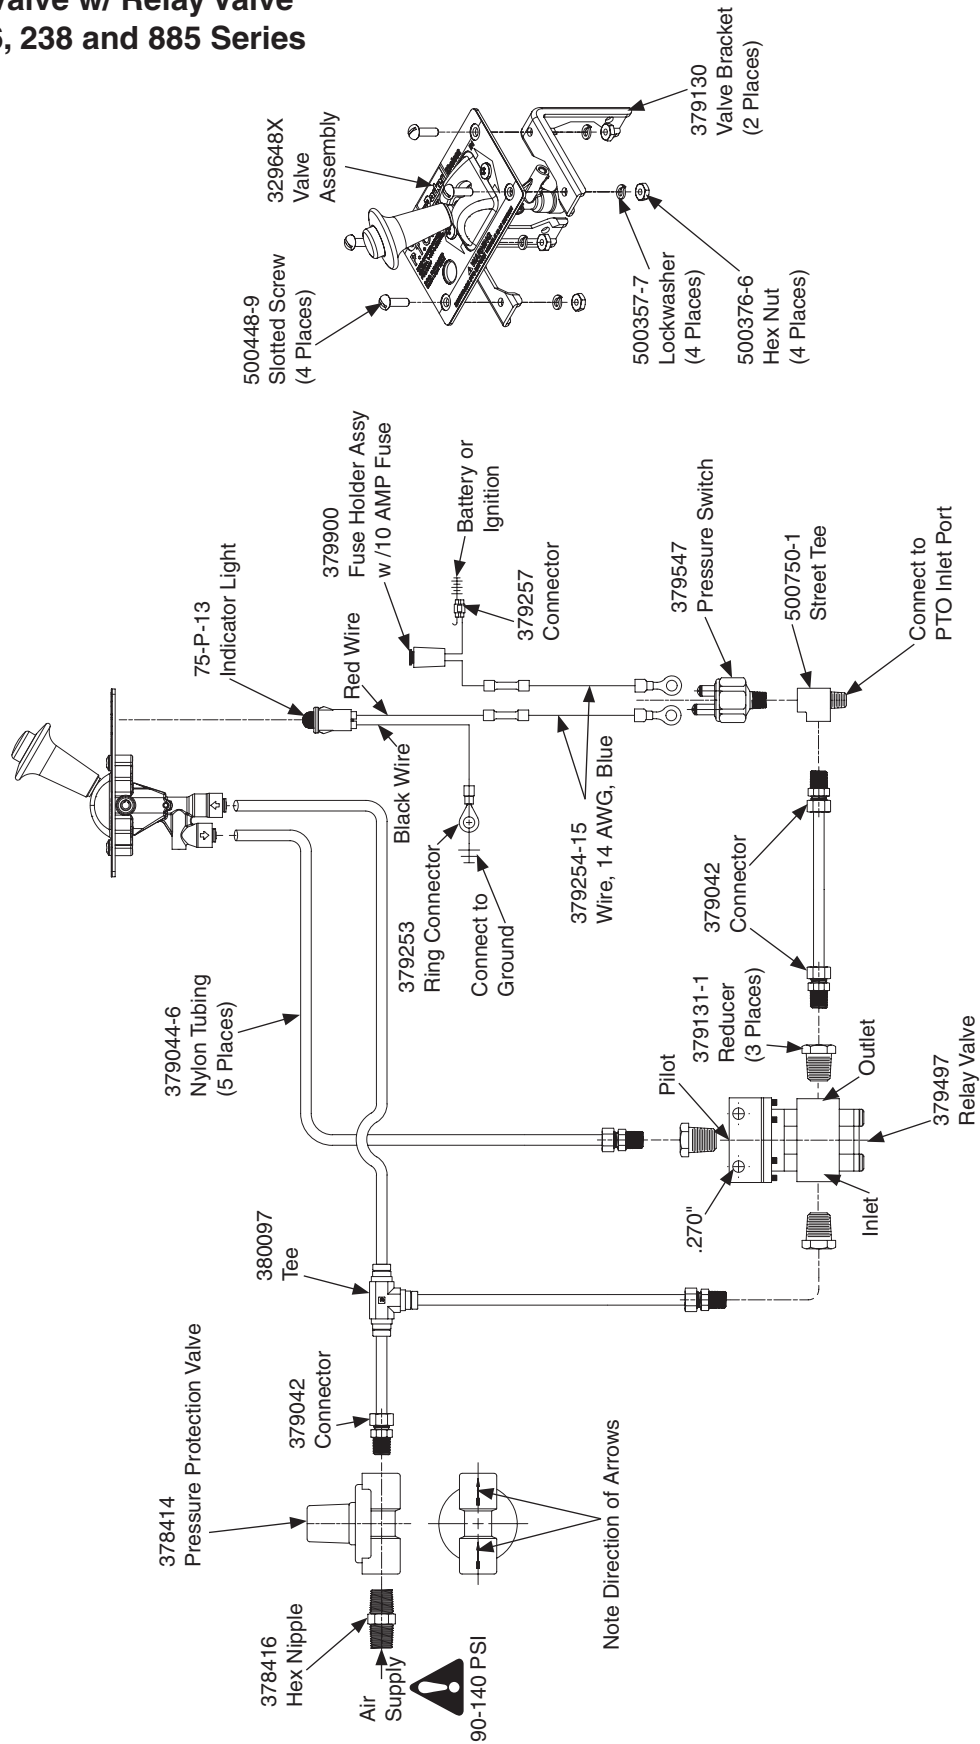 valve w/ Relay valve
, 238 and 885 Series
378416
Hex Nipple
Air
Supply
90-140 PSI
378414
Pressure Protection Valve
379042
Connector
Note Direction of Arrows
380097
Tee
379044-6
Nylon Tubing
(5 Places)
.270"
Pilot
Inlet
Outlet
379497
Relay Valve
379131-1
Reducer
(3 Places)
379042
Connector
379253
Ring Connector
Connect to
Ground
Black Wire
Red Wire
75-P-13
Indicator Light
379254-15
Wire, 14 AWG, Blue
379900
Fuse Holder Assy
w /10 AMP Fuse
Battery or
Ignition
379257
Connector
379547
Pressure Switch
500750-1
Street Tee
Connect to
PTO Inlet Port
500448-9
Slotted Screw
(4 Places)
329648X
Valve
Assembly
379130
Valve Bracket
(2 Places)
500357-7
Lockwasher
(4 Places)
500376-6
Hex Nut
(4 Places)